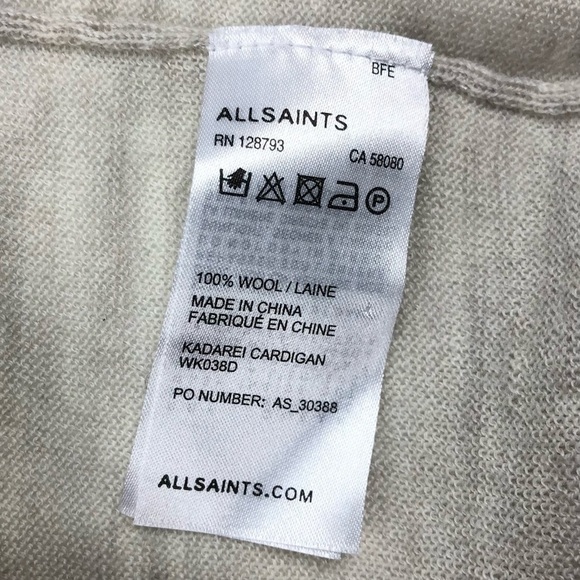 BFE
ALLSAINTS
RN 128793 CA 58080
P
100% WOOL / LAINE
MADE IN CHINA
FABRIQUÉ EN CHINE
KADAREI CARDIGAN
WK038D
PO NUMBER: AS_30388
ALLSAINTS.COM